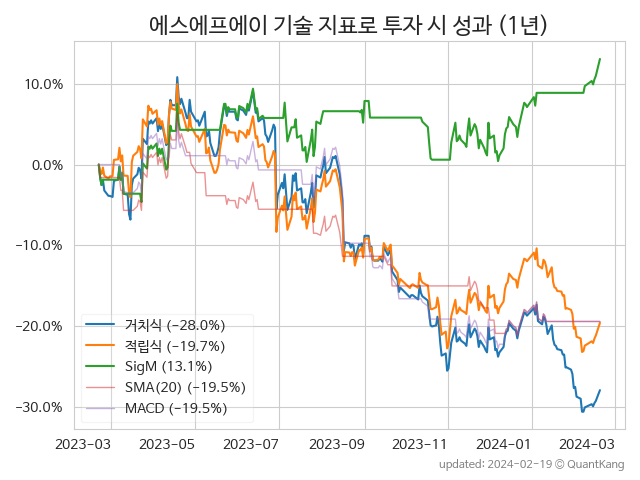 에스에프에이 기술 지표로 투자 시 성과 (1년)
10.0%
0.0%
−10.0%
−20.0%
−30.0%
거치식 (−28.0%)
적립식 (−19.7%)
SigM (13.1%)
SMA(20) (−19.5%)
MACD (−19.5%)
2023-03 2023-05 2023-07 2023-09 2023-11 2024-01 2024-03
updated: 2024-02-19 © QuantKang